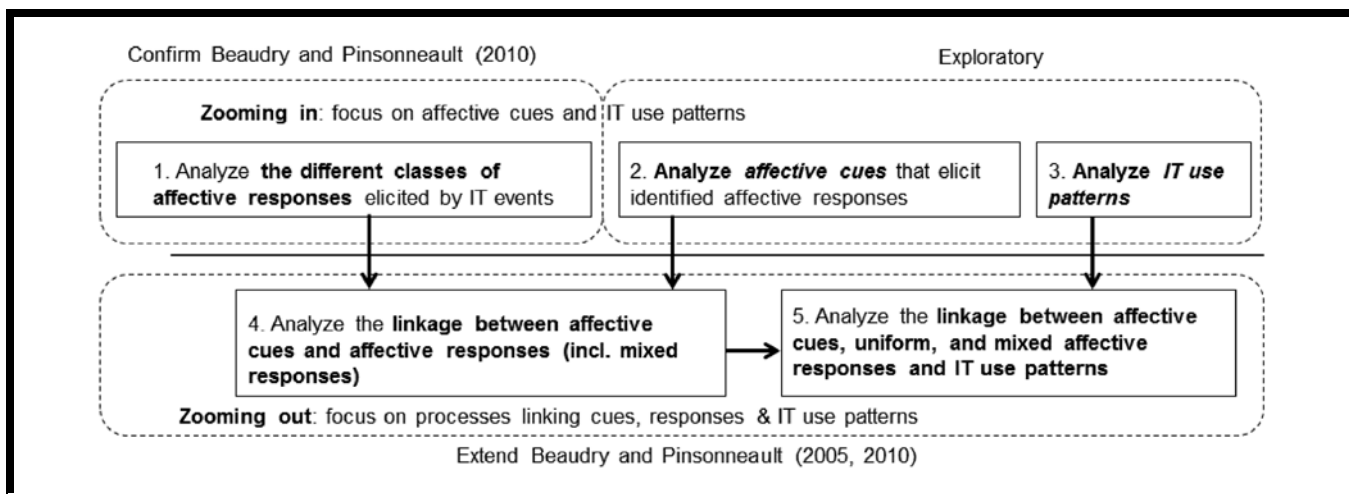 Confirm Beaudry and Pinsonneault (2010)
Exploratory
Zooming in: focus on affective cues and IT use patterns
1. Analyze the different classes of
affective responses elicited by IT events
2. Analyze affective cues that elicit
identified affective responses
3. Analyze IT use
patterns
4. Analyze the linkage between affective
cues and affective responses (incl. mixed
responses)
5. Analyze the linkage between affective
cues, uniform, and mixed affective
responses and IT use patterns
Zooming out: focus on processes linking cues, responses & IT use patterns
Extend Beaudry and Pinsonneault (2005, 2010)